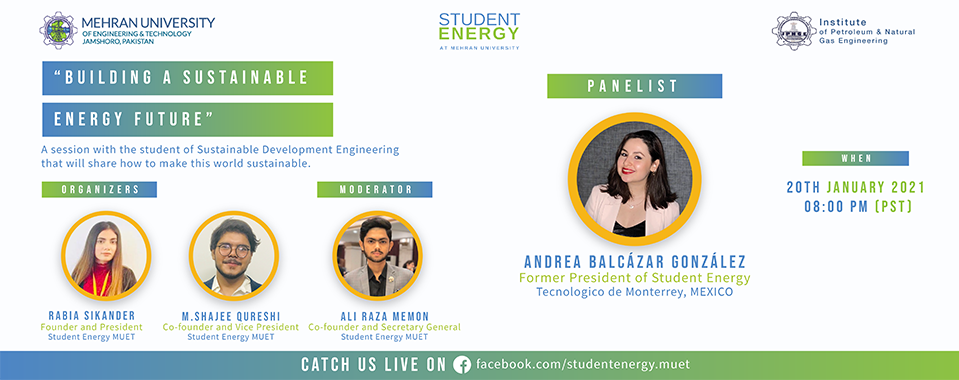 MEHRAN UNIVERSITY
OF ENGINEERING & TECHNOLOGY
JAMSHORO, PAKISTAN
STUDENT
ENERGY
AT MEHRAN UNIVERSITY
Institute
of Petroleum & Natural
Gas Engineering
“BUILDING A SUSTAINABLE
ENERGY FUTURE”
A session with the student of Sustainable Development Engineering
that will share how to make this world sustainable.
ORGANIZERS
MODERATOR
RABIA SIKANDER
Founder and President
Student Energy MUET
M.SHAJEE QURESHI
Co-founder and Vice President
Student Energy MUET
ALI RAZA MEMON
Co-founder and Secretary General
Student Energy MUET
PANELIST
ANDREA BALCÁZAR GONZÁLEZ
Former President of Student Energy
Tecnologico de Monterrey, MEXICO
WHEN
20TH JANUARY 2021
08:00 PM (PST)
CATCH US LIVE ON facebook.com/studentenergy.muet